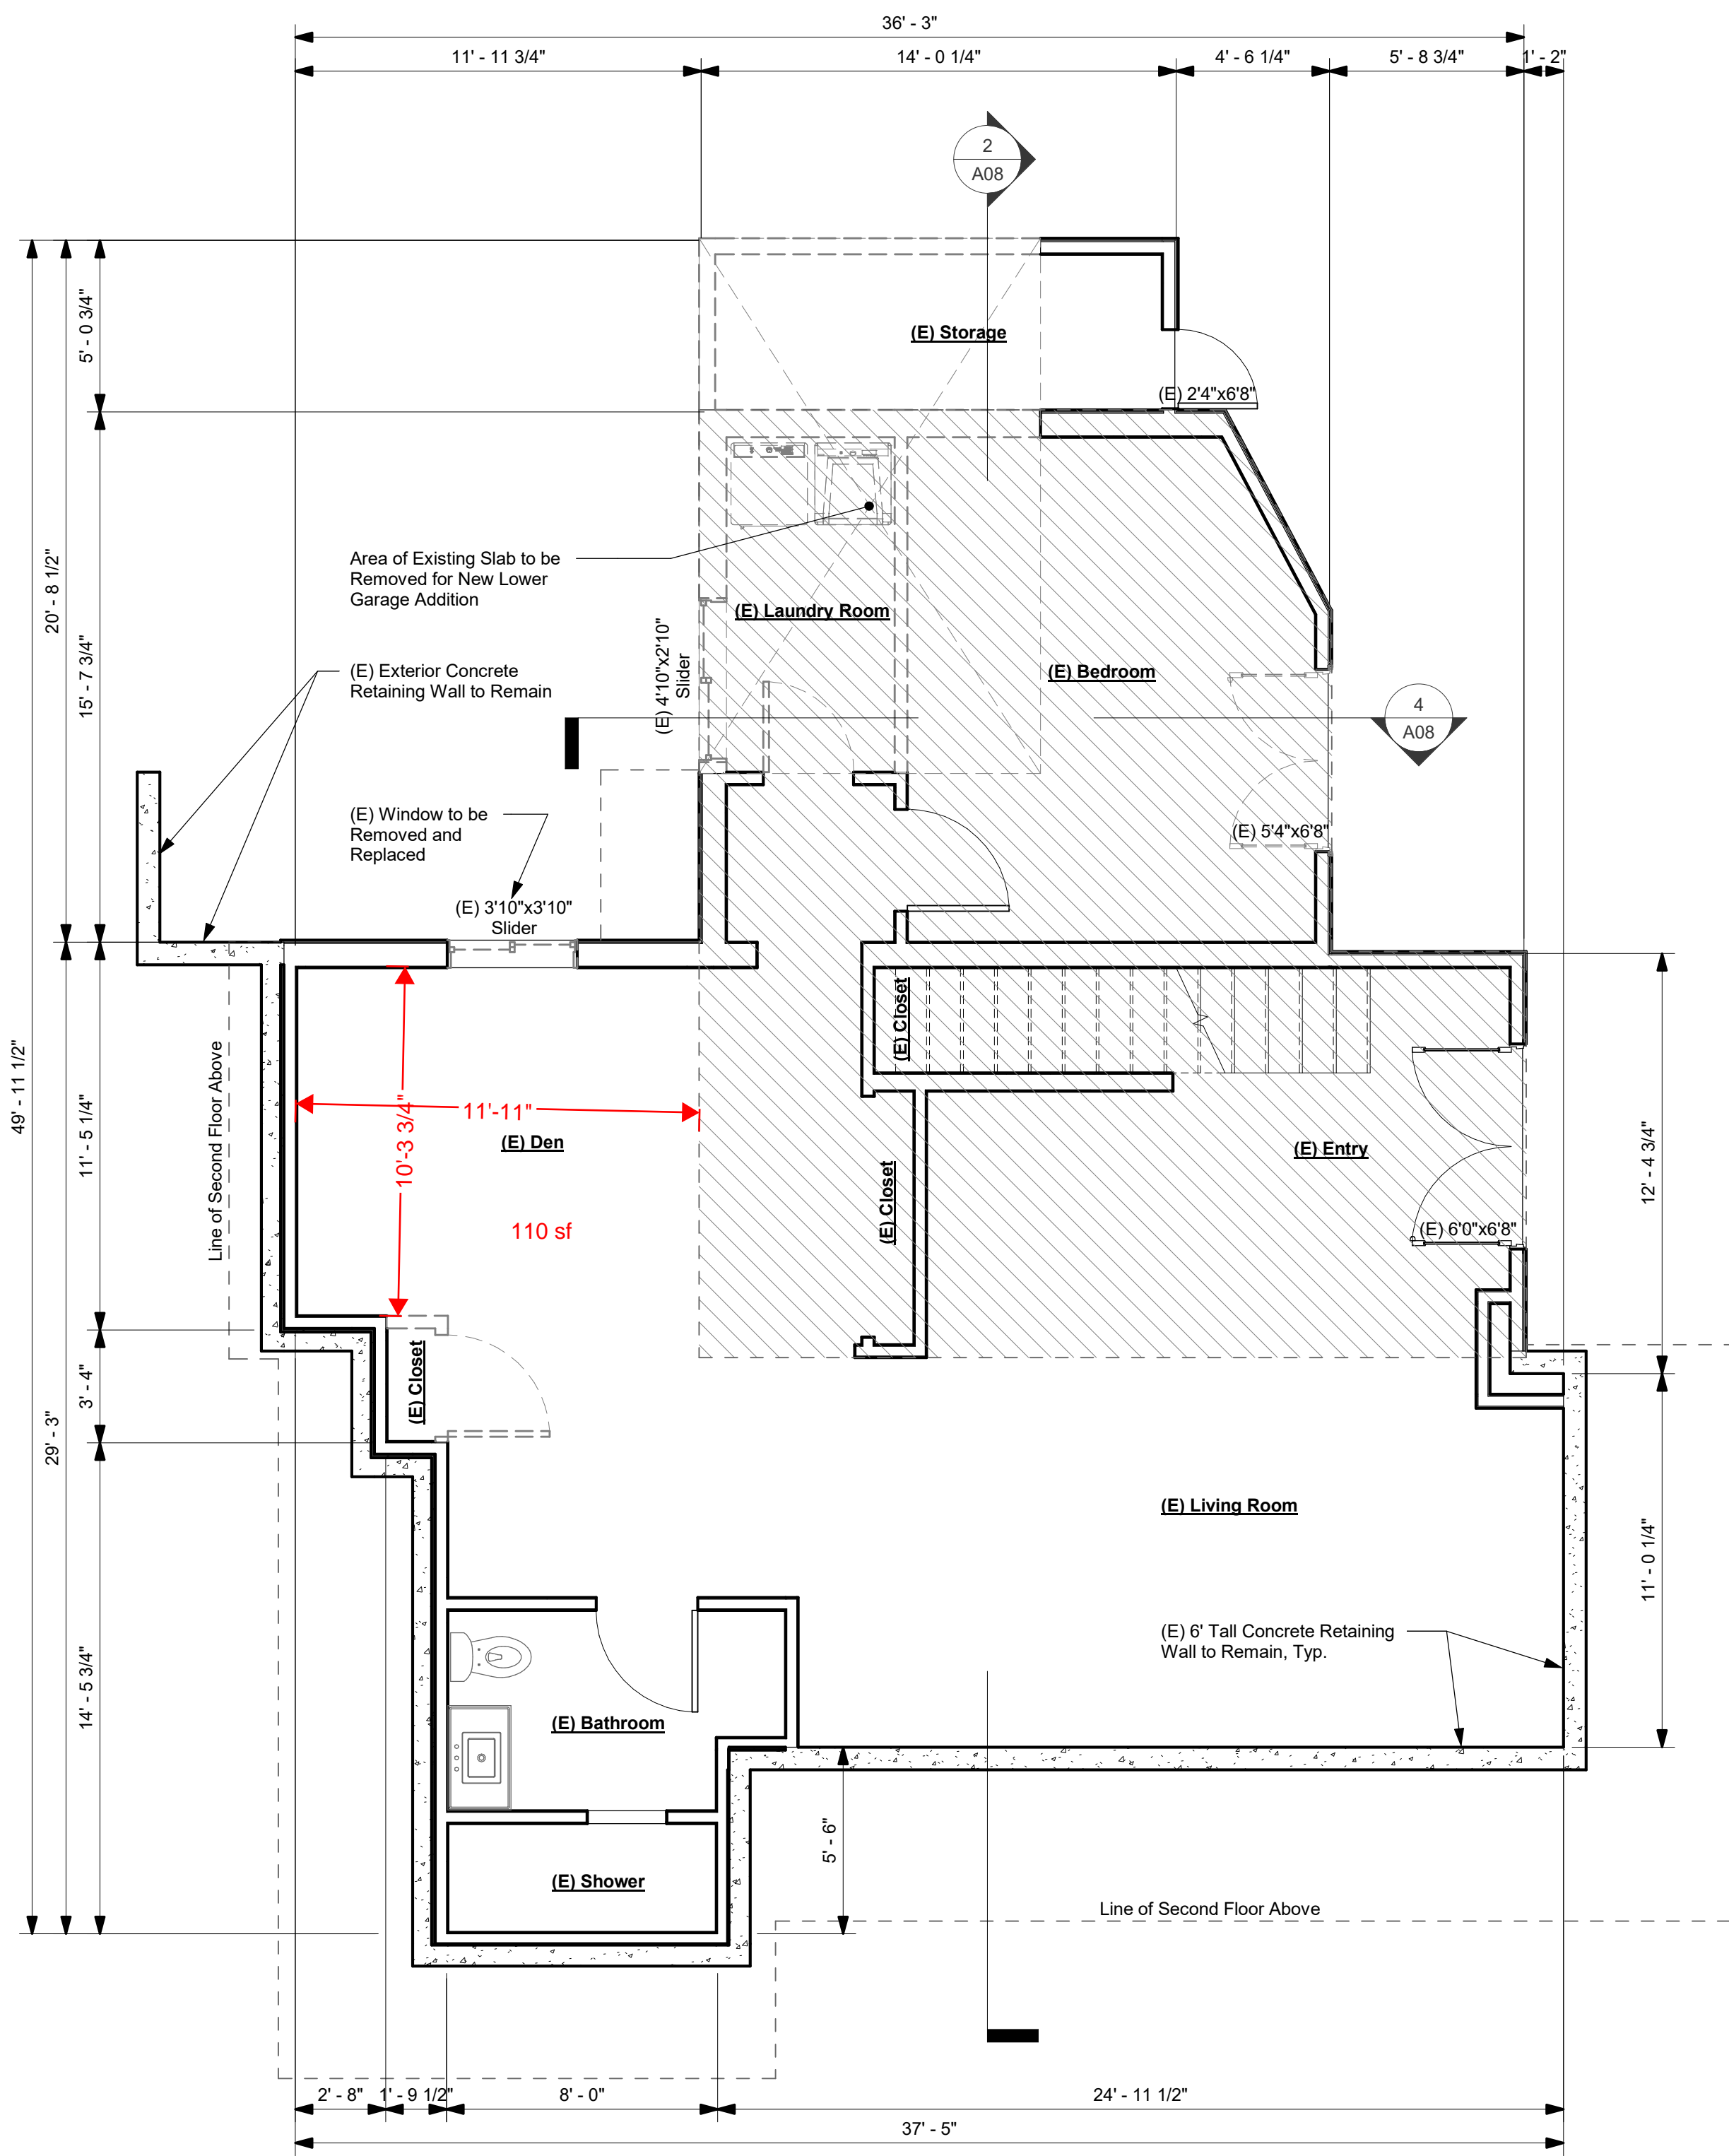 36' - 3"
11' - 11 3/4"
14' - 0 1/4"
4' - 6 1/4"
5' - 8 3/4"
1' - 2"
2
A08
5' - 0 3/4"
(E) Storage
(E) 2'4"x6'8"
20' - 8 1/2"
15' - 7 3/4"
Area of Existing Slab to be
Removed for New Lower
Garage Addition
(E) Laundry Room
(E) 4'10"x2'10"
Slider
(E) Exterior Concrete
Retaining Wall to Remain
(E) Bedroom
4
A08
(E) Window to be
Removed and
Replaced
(E) 5'4"x6'8"
(E) 3'10"x3'10"
Slider
49' - 11 1/2"
11' - 5 1/4"
Line of Second Floor Above
10'-3 3/4"
11'-11"
(E) Den
110 sf
(E) Closet
(E) Closet
(E) Entry
(E) 6'0"x6'8"
12' - 4 3/4"
3' - 4"
(E) Closet
29' - 3"
(E) Living Room
11' - 0 1/4"
(E) 6' Tall Concrete Retaining
Wall to Remain, Typ.
14' - 5 3/4"
(E) Bathroom
5' - 6"
(E) Shower
Line of Second Floor Above
2' - 8"
1' - 9 1/2"
8' - 0"
24' - 11 1/2"
37' - 5"